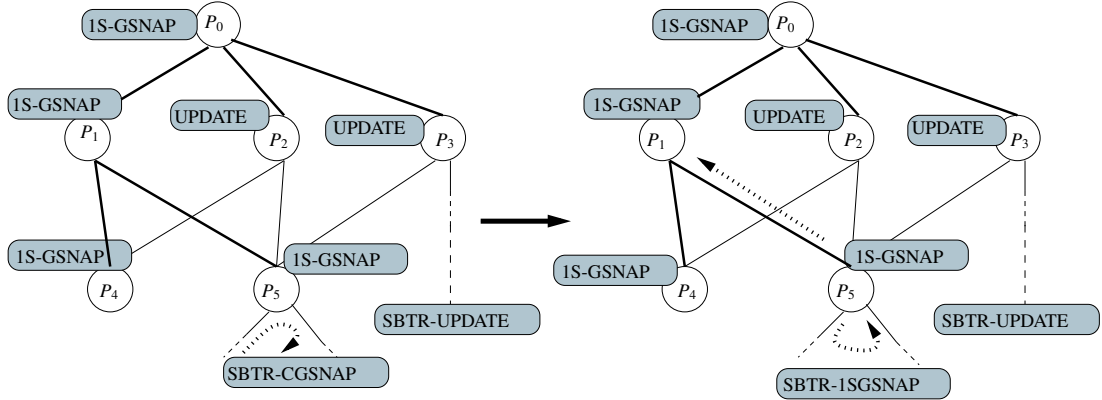 1S-GSNAP P0
1S-GSNAP P1
UPDATE P2
UPDATE P3
1S-GSNAP P4
1S-GSNAP P5
SBTR-UPDATE
SBTR-CGSNAP
1S-GSNAP P0
1S-GSNAP P1
UPDATE P2
UPDATE P3
1S-GSNAP P4
1S-GSNAP P5
SBTR-UPDATE
SBTR-1SGSNAP